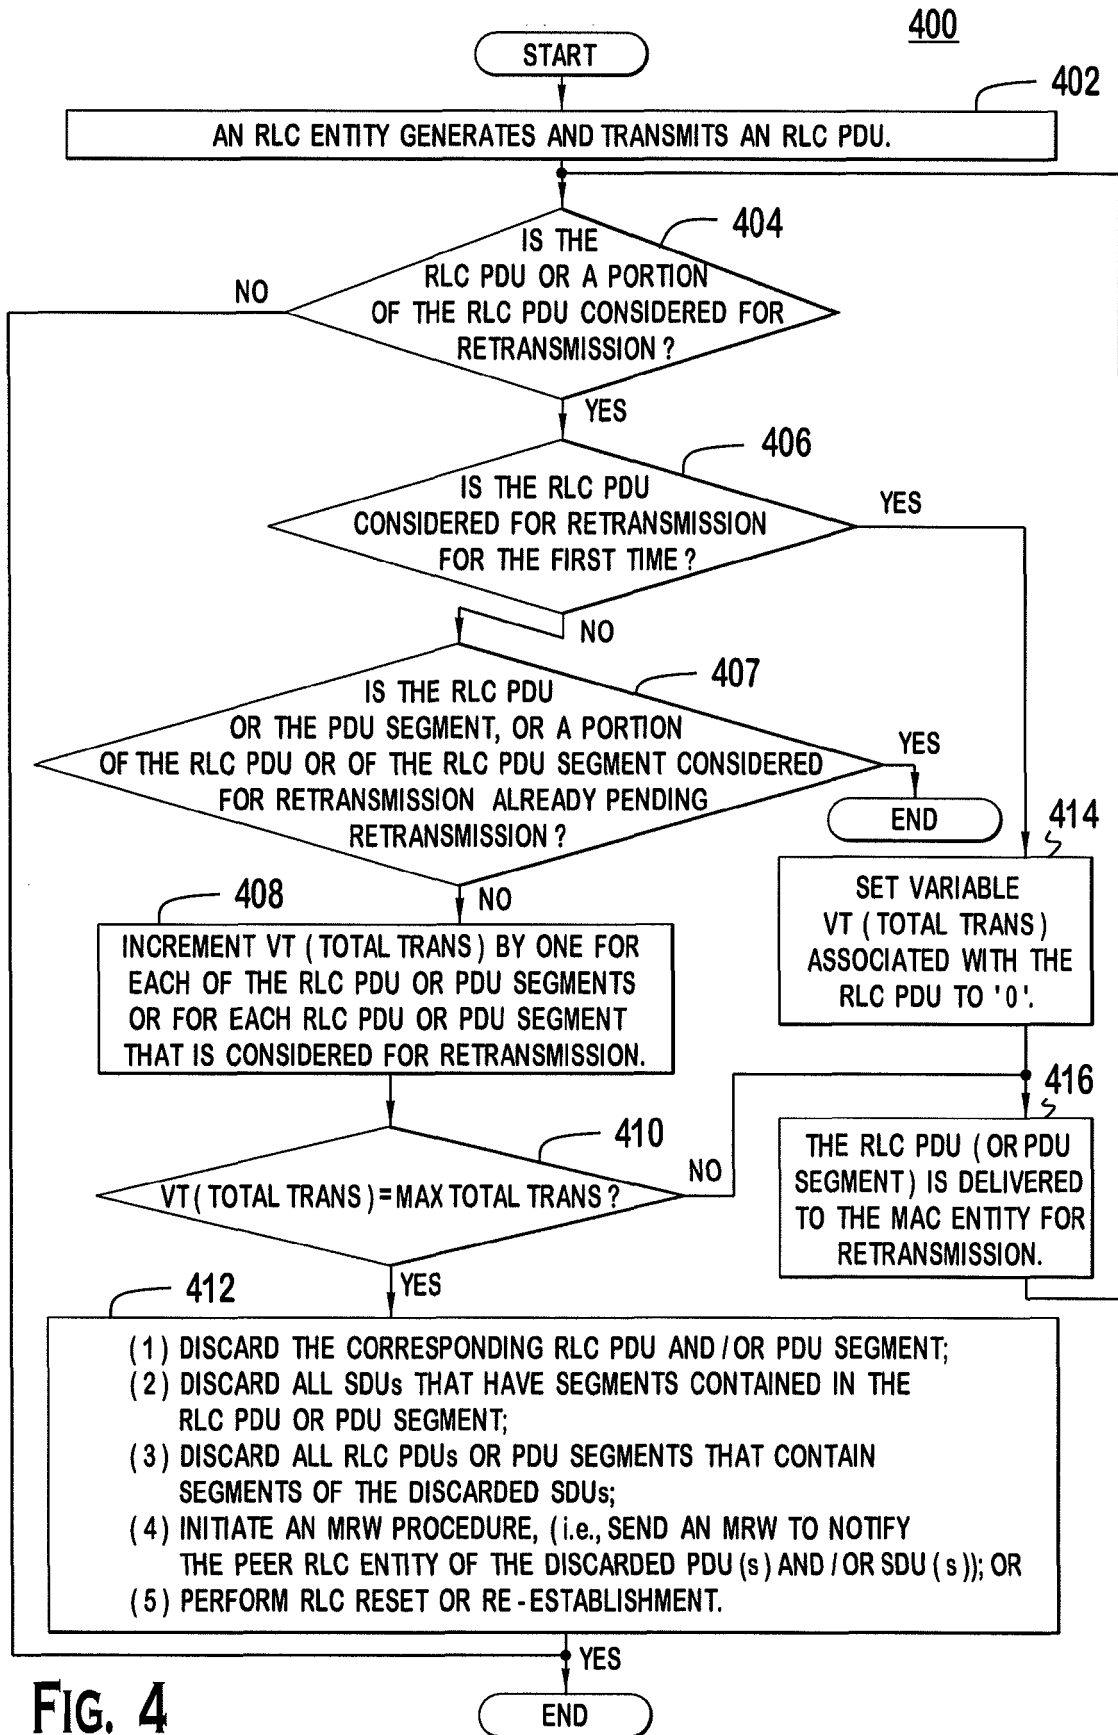 400
START
402
AN RLC ENTITY GENERATES AND TRANSMITS AN RLC PDU.
404
IS THE
RLC PDU OR A PORTION
OF THE RLC PDU CONSIDERED FOR
RETRANSMISSION?
NO
YES
406
IS THE RLC PDU
CONSIDERED FOR RETRANSMISSION
FOR THE FIRST TIME?
YES
NO
407
IS THE RLC PDU
OR THE PDU SEGMENT, OR A PORTION
OF THE RLC PDU OR OF THE RLC PDU SEGMENT CONSIDERED
FOR RETRANSMISSION ALREADY PENDING
RETRANSMISSION?
YES
END
NO
414
SET VARIABLE
VT (TOTAL TRANS)
ASSOCIATED WITH THE
RLC PDU TO '0'.
408
INCREMENT VT (TOTAL TRANS) BY ONE FOR
EACH OF THE RLC PDU OR PDU SEGMENTS
OR FOR EACH RLC PDU OR PDU SEGMENT
THAT IS CONSIDERED FOR RETRANSMISSION.
416
THE RLC PDU (OR PDU
SEGMENT) IS DELIVERED
TO THE MAC ENTITY FOR
RETRANSMISSION.
410
VT(TOTAL TRANS)=MAX TOTAL TRANS?
NO
YES
412
(1) DISCARD THE CORRESPONDING RLC PDU AND/OR PDU SEGMENT;
(2) DISCARD ALL SDUs THAT HAVE SEGMENTS CONTAINED IN THE
RLC PDU OR PDU SEGMENT;
(3) DISCARD ALL RLC PDUs OR PDU SEGMENTS THAT CONTAIN
SEGMENTS OF THE DISCARDED SDUs;
(4) INITIATE AN MRW PROCEDURE, (i.e., SEND AN MRW TO NOTIFY
THE PEER RLC ENTITY OF THE DISCARDED PDU(s) AND/OR SDU(s)); OR
(5) PERFORM RLC RESET OR RE-ESTABLISHMENT.
YES
END
FIG. 4